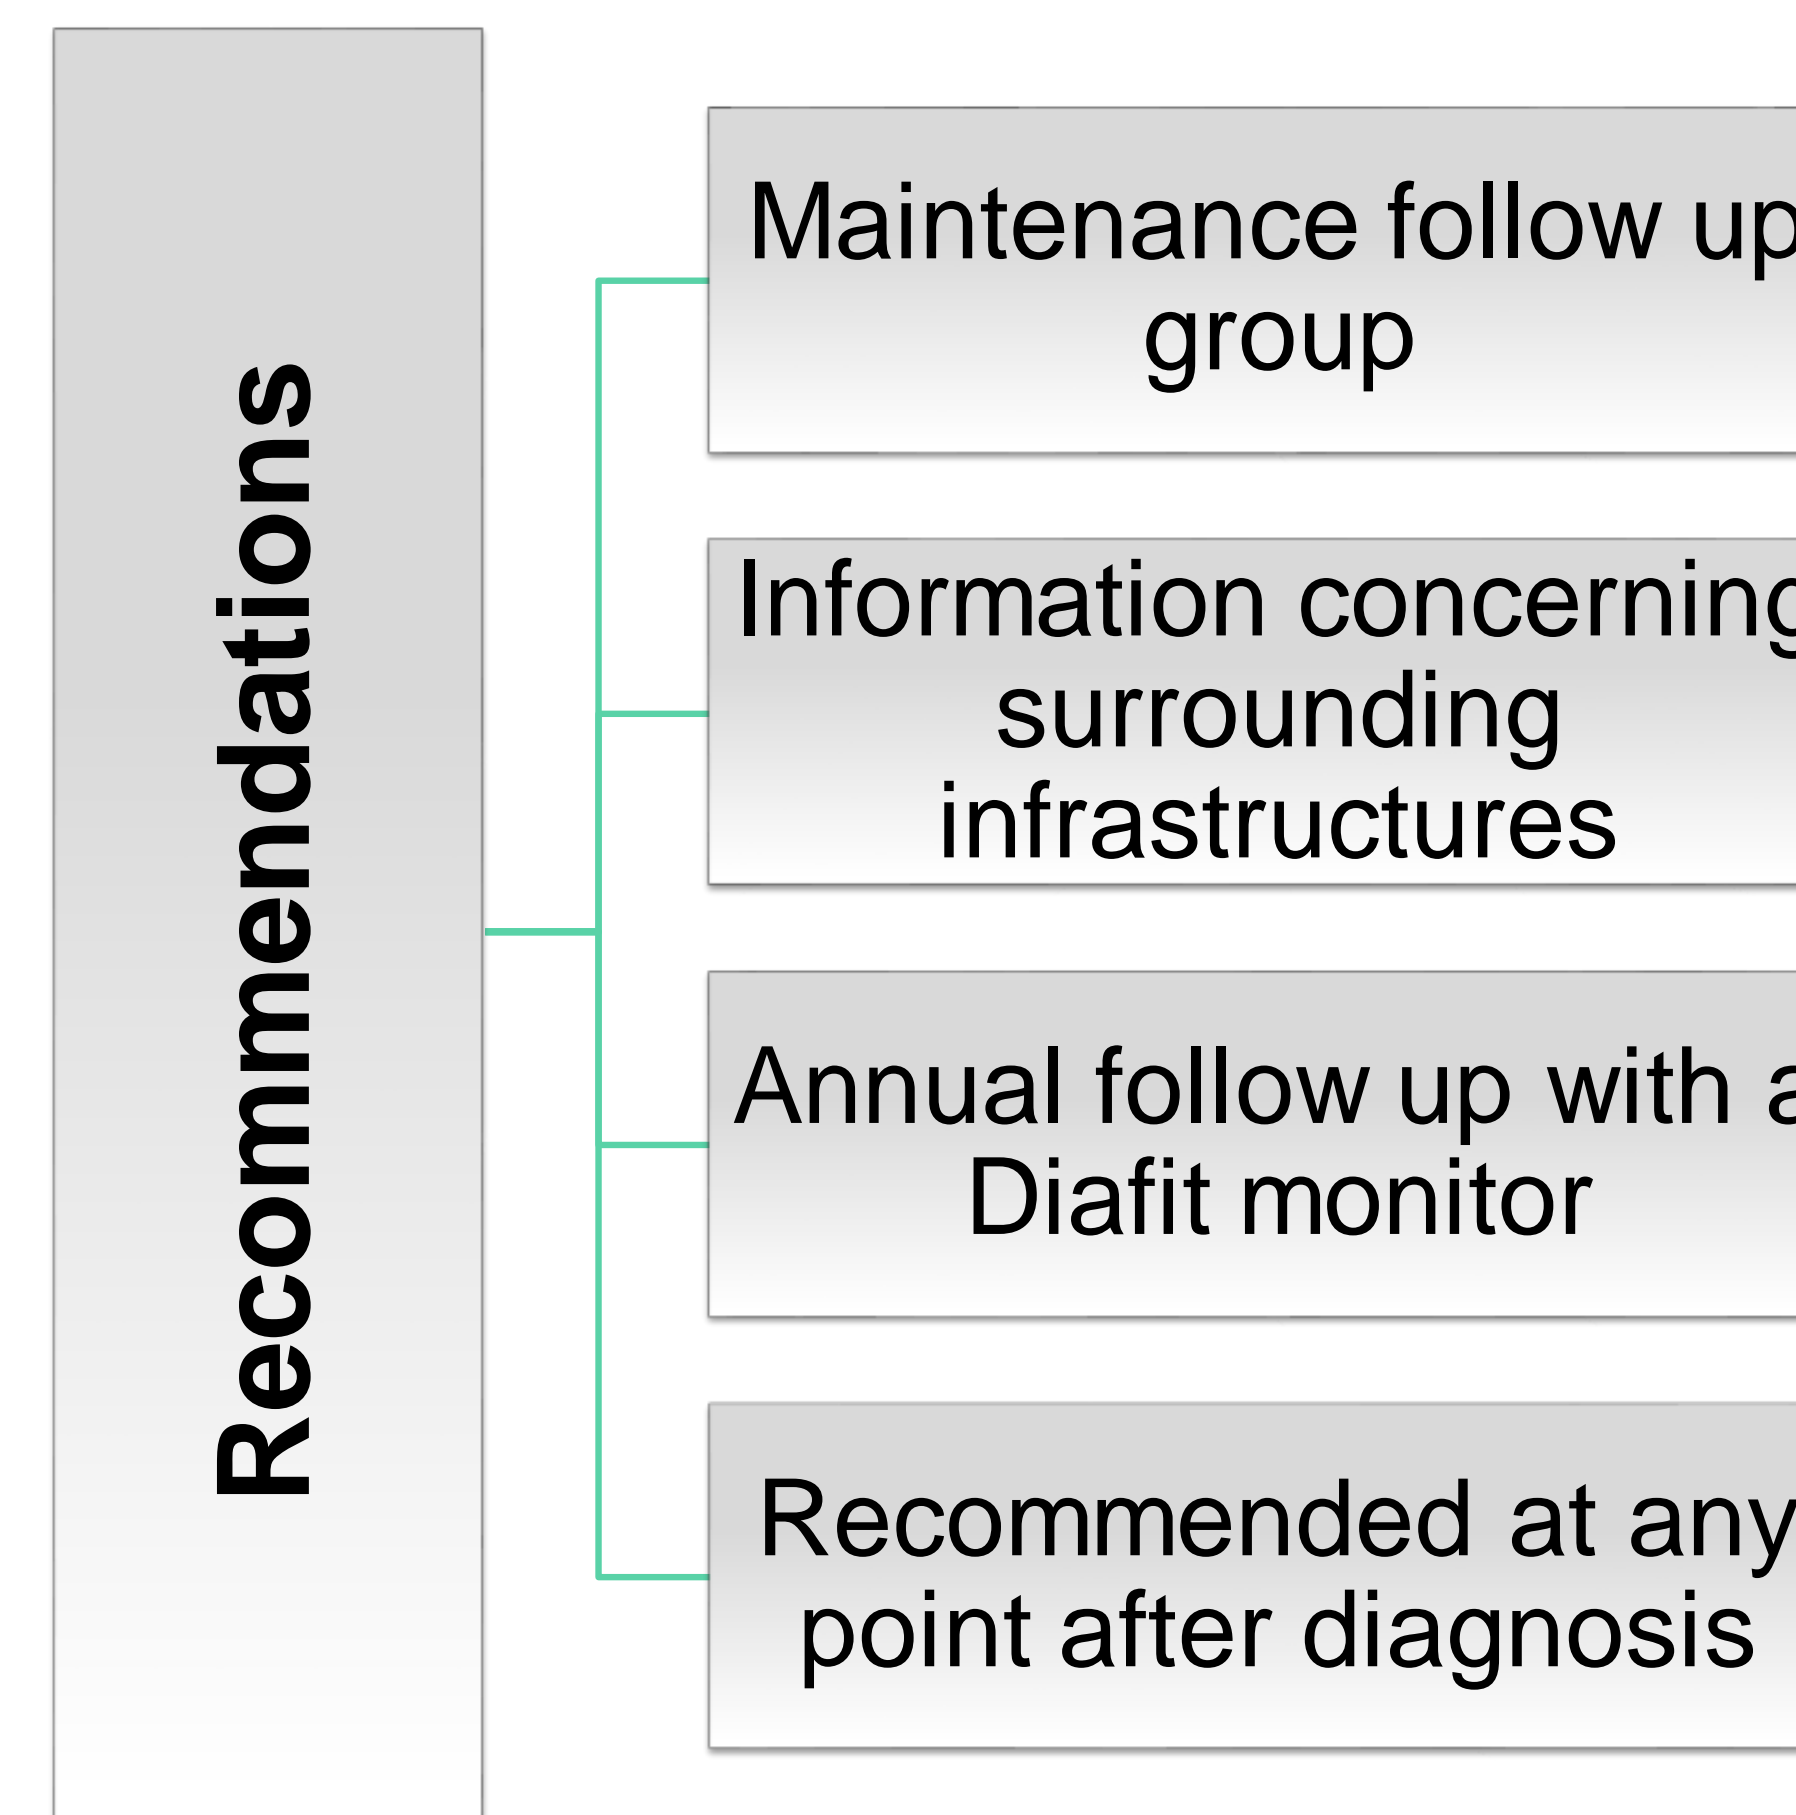 Recommendations
Maintenance follow up
group
Information concerning
surrounding
infrastructures
Annual follow up with a
Diafit monitor
Recommended at any
point after diagnosis